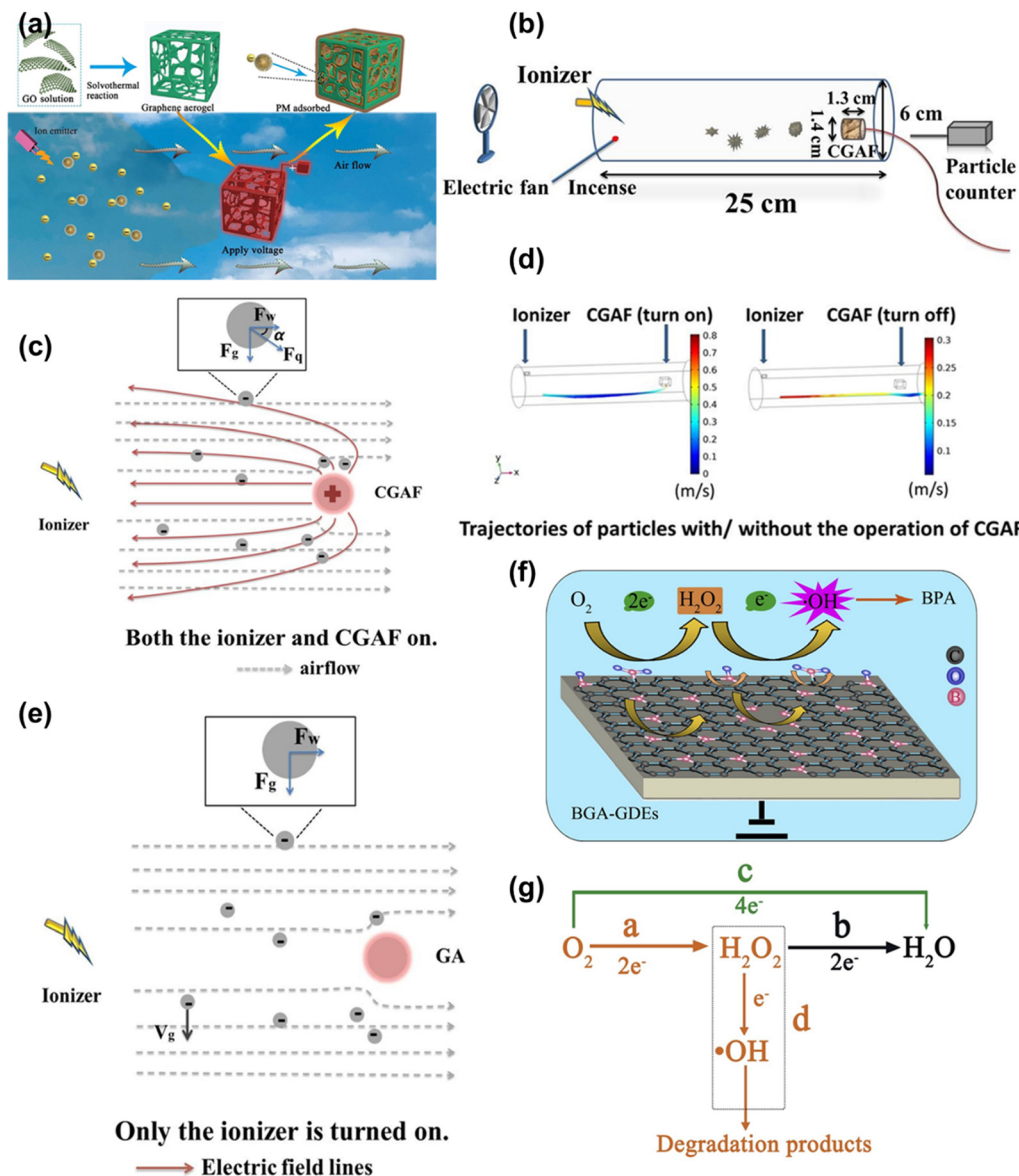 (a)
GO solution
Solvothermal
reaction
Graphene aerogel
PM adsorbed
Ion emitter
Air flow
Apply voltage
(b)
Ionizer
1.3 cm
1.4 cm
6 cm
CGAF
Electric fan
Incense
25 cm
Particle
counter
(c)
Fw
α
Fg
Fq
Ionizer
CGAF
Both the ionizer and CGAF on.
airflow
(d)
Ionizer
CGAF (turn on)
0.8
0.7
0.6
0.5
0.4
0.3
0.2
0.1
0
(m/s)
y
z
x
Ionizer
CGAF (turn off)
0.3
0.25
0.2
0.15
0.1
(m/s)
Trajectories of particles with/ without the operation of CGAF
(e)
Fw
Fg
Ionizer
GA
Vg
Only the ionizer is turned on.
Electric field lines
(f)
O2
2e-
H2O2
e-
·OH
BPA
C
O
B
BGA-GDEs
(g)
c
4e-
O2
a
2e-
H2O2
b
2e-
H2O
e-
d
•OH
Degradation products